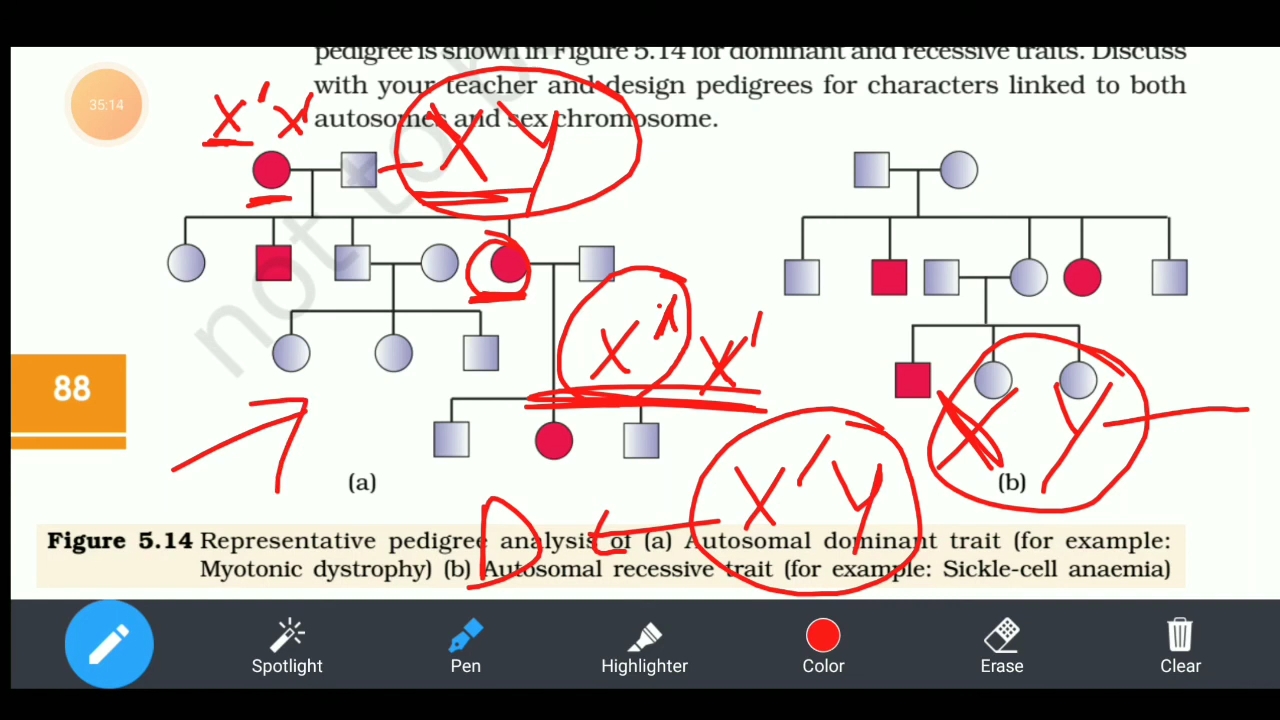 pedigree is shown in Figure 5.14 for dominant and recessive traits. Discuss
with your teacher and design pedigrees for characters linked to both
autosomes and sex chromosome.
35:14
X'X'
XY
not to b
X X'
88
X Y
X'Y
D
(a)
(b)
Figure 5.14 Representative pedigree analysis of (a) Autosomal dominant trait (for example:
Myotonic dystrophy) (b) Autosomal recessive trait (for example: Sickle-cell anaemia)
Spotlight
Pen
Highlighter
Color
Erase
Clear